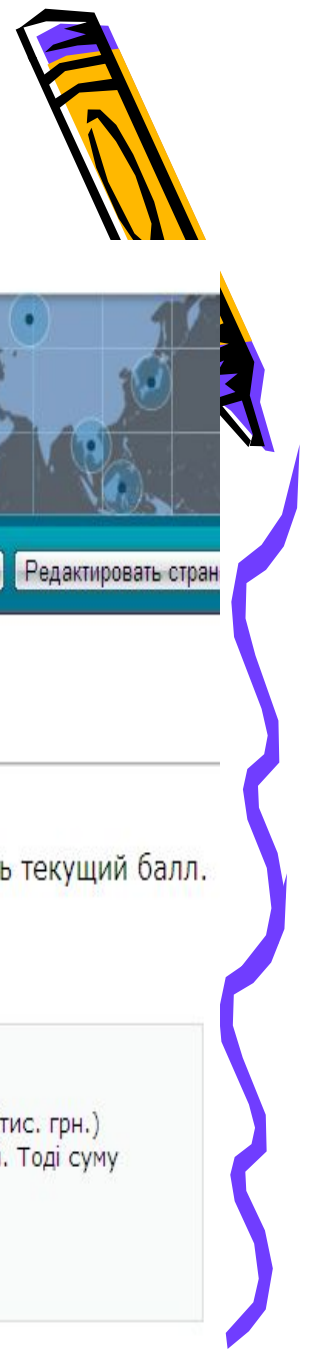 Редактировать стран
ь текущий балл.
тис. грн.)
. Тоді суму